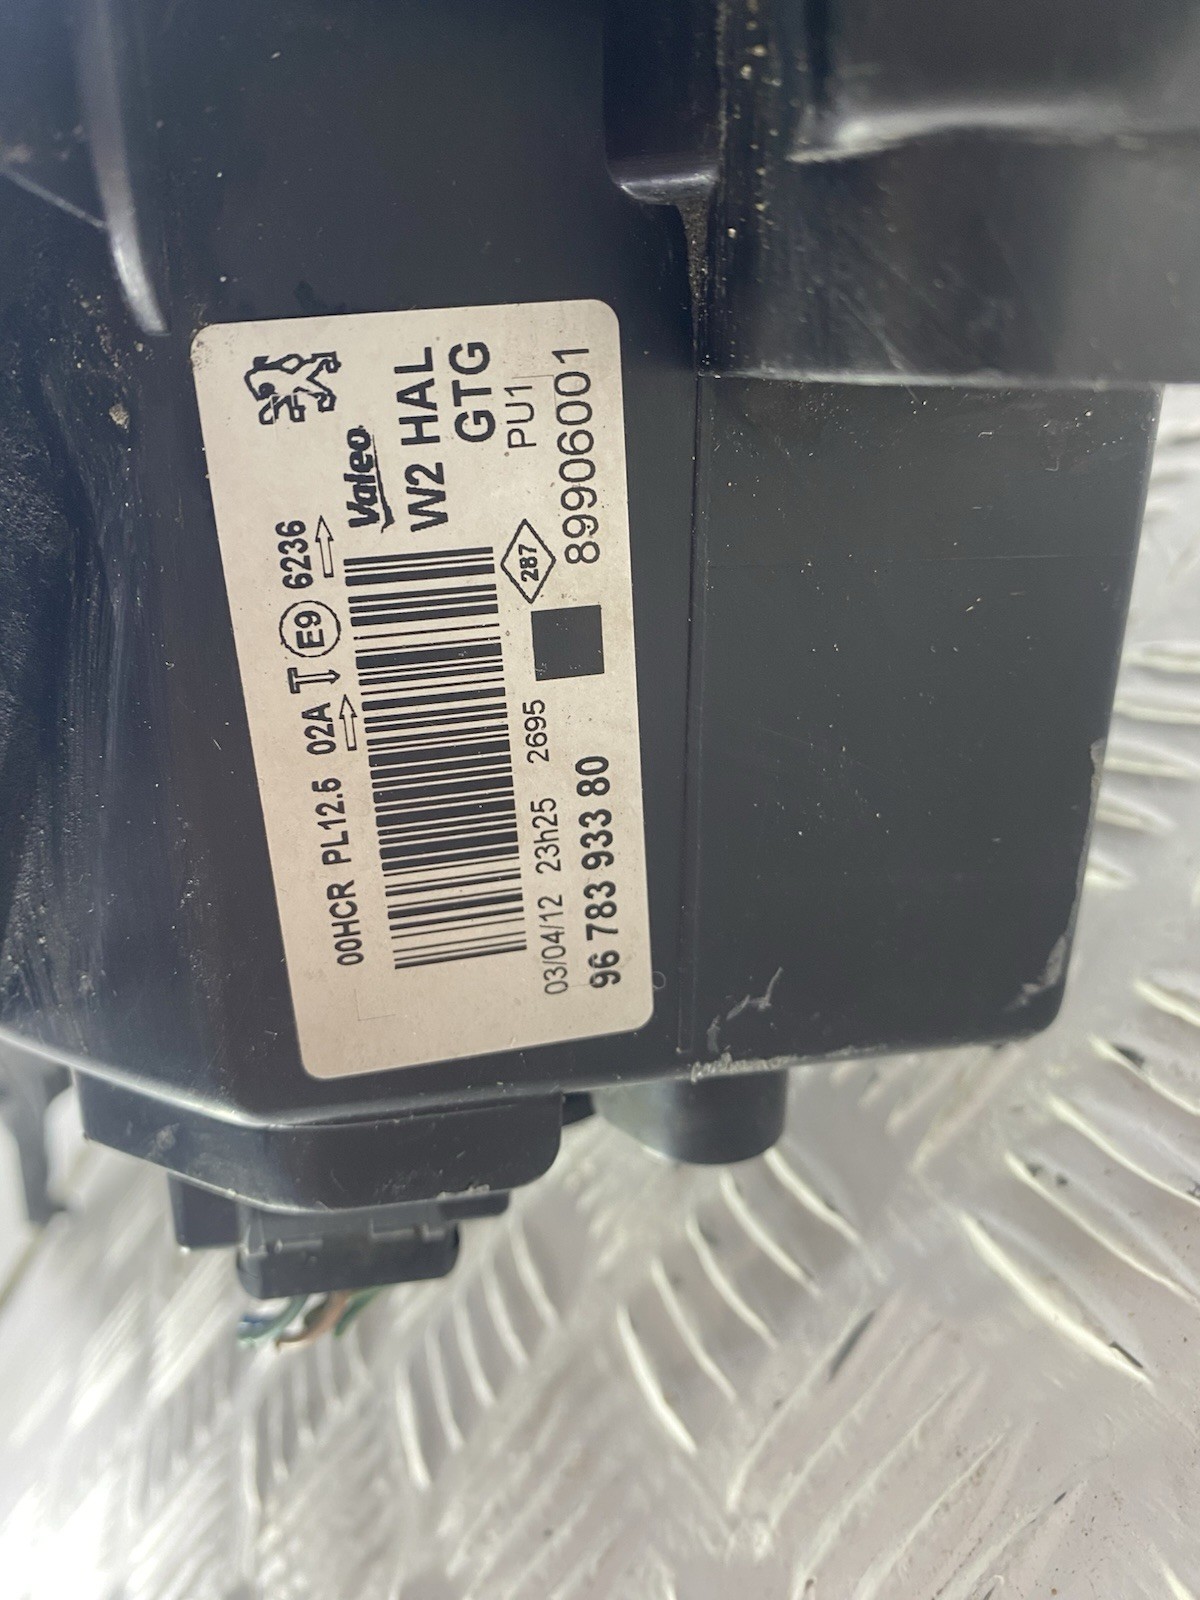 00HCR PL12.5 02A E9 6236
Valeo
W2 HAL
GTG
PU1
287
03/04/12 23h25 2695
96 783 933 80
89906001